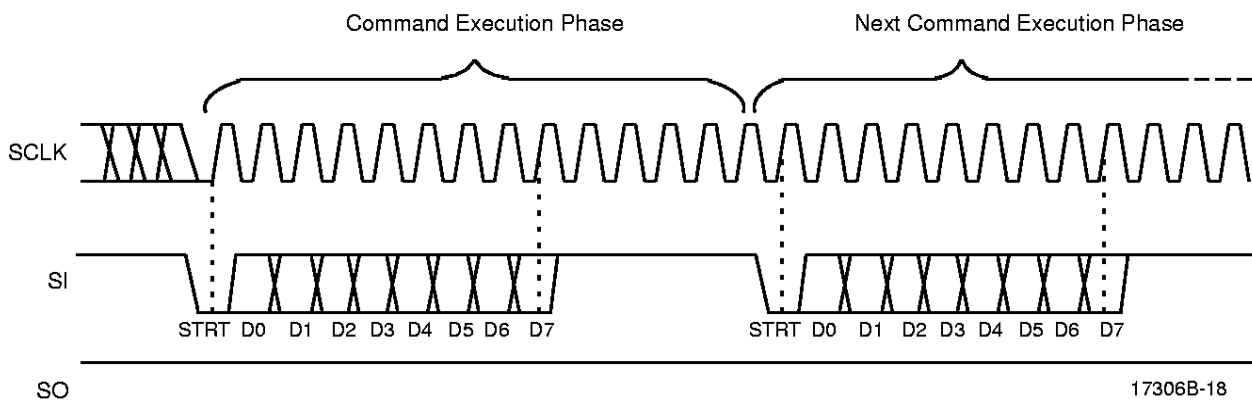 Command Execution Phase
Next Command Execution Phase
SCLK
SI
STRT D0 D1 D2 D3 D4 D5 D6 D7
STRT D0 D1 D2 D3 D4 D5 D6 D7
SO
17306B-18